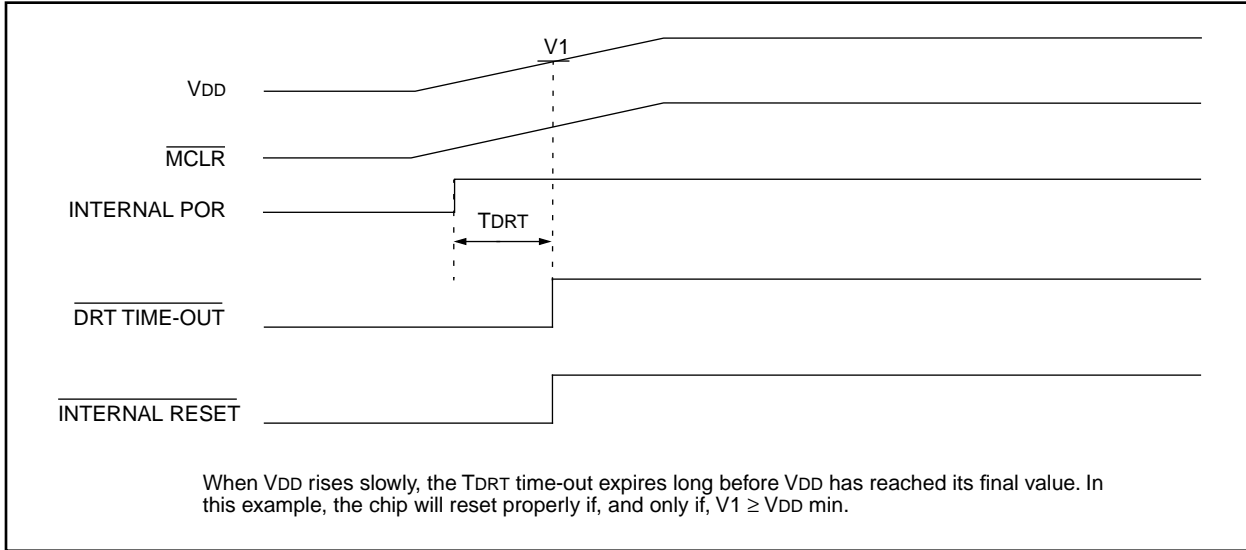 V1
VDD
MCLR
INTERNAL POR
TDRT
DRT TIME-OUT
INTERNAL RESET
When VDD rises slowly, the TDRT time-out expires long before VDD has reached its final value. In
this example, the chip will reset properly if, and only if, V1 ≥ VDD min.